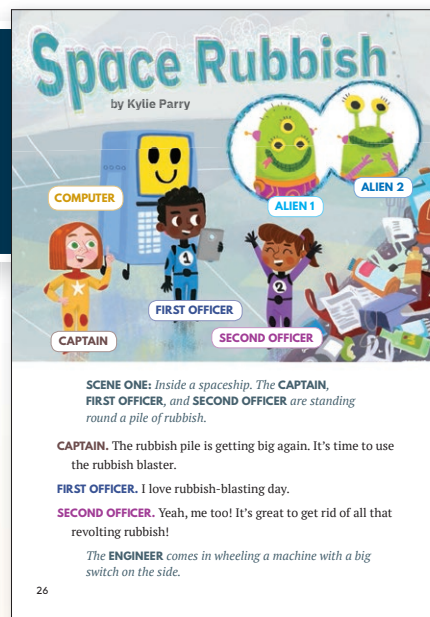 Space Rubbish
by Kylie Parry
COMPUTER
ALIEN 1
ALIEN 2
1
FIRST OFFICER
2
SECOND OFFICER
CAPTAIN
SCENE ONE: Inside a spaceship. The CAPTAIN,
FIRST OFFICER, and SECOND OFFICER are standing
round a pile of rubbish.
CAPTAIN. The rubbish pile is getting big again. It’s time to use
the rubbish blaster.
FIRST OFFICER. I love rubbish-blasting day.
SECOND OFFICER. Yeah, me too! It’s great to get rid of all that
revolting rubbish!
The ENGINEER comes in wheeling a machine with a big
switch on the side.
26